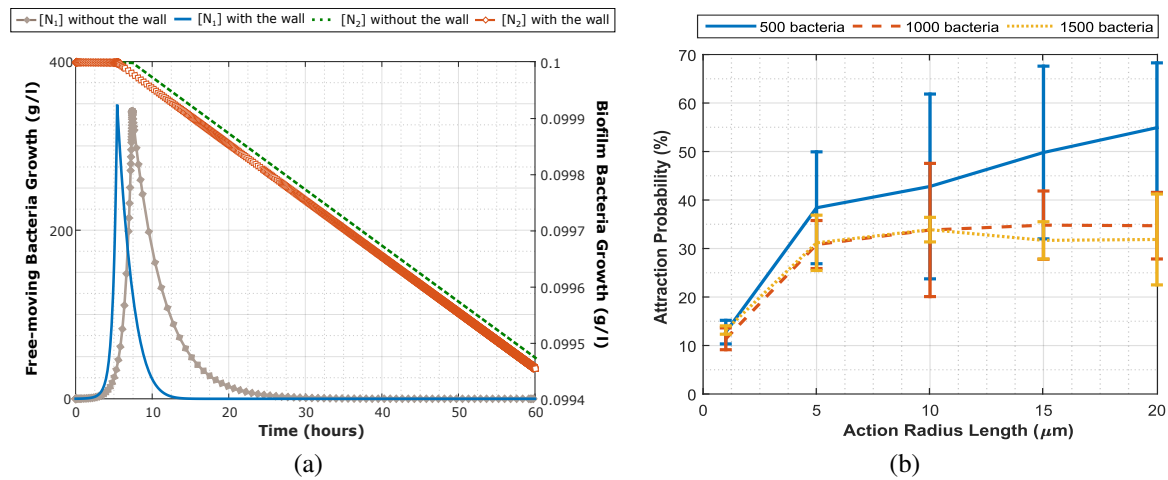 [N₁] without the wall [N₁] with the wall [N₂] without the wall [N₂] with the wall
400
200
0
Free-moving Bacteria Growth (g/l)
0.1
0.0999
0.0998
0.0997
0.0996
0.0995
0.0994
Biofilm Bacteria Growth (g/l)
0 10 20 30 40 50 60
Time (hours)
(a)
500 bacteria 1000 bacteria 1500 bacteria
70
60
50
40
30
20
10
0
Attraction Probability (%)
0 5 10 15 20
Action Radius Length (μm)
(b)